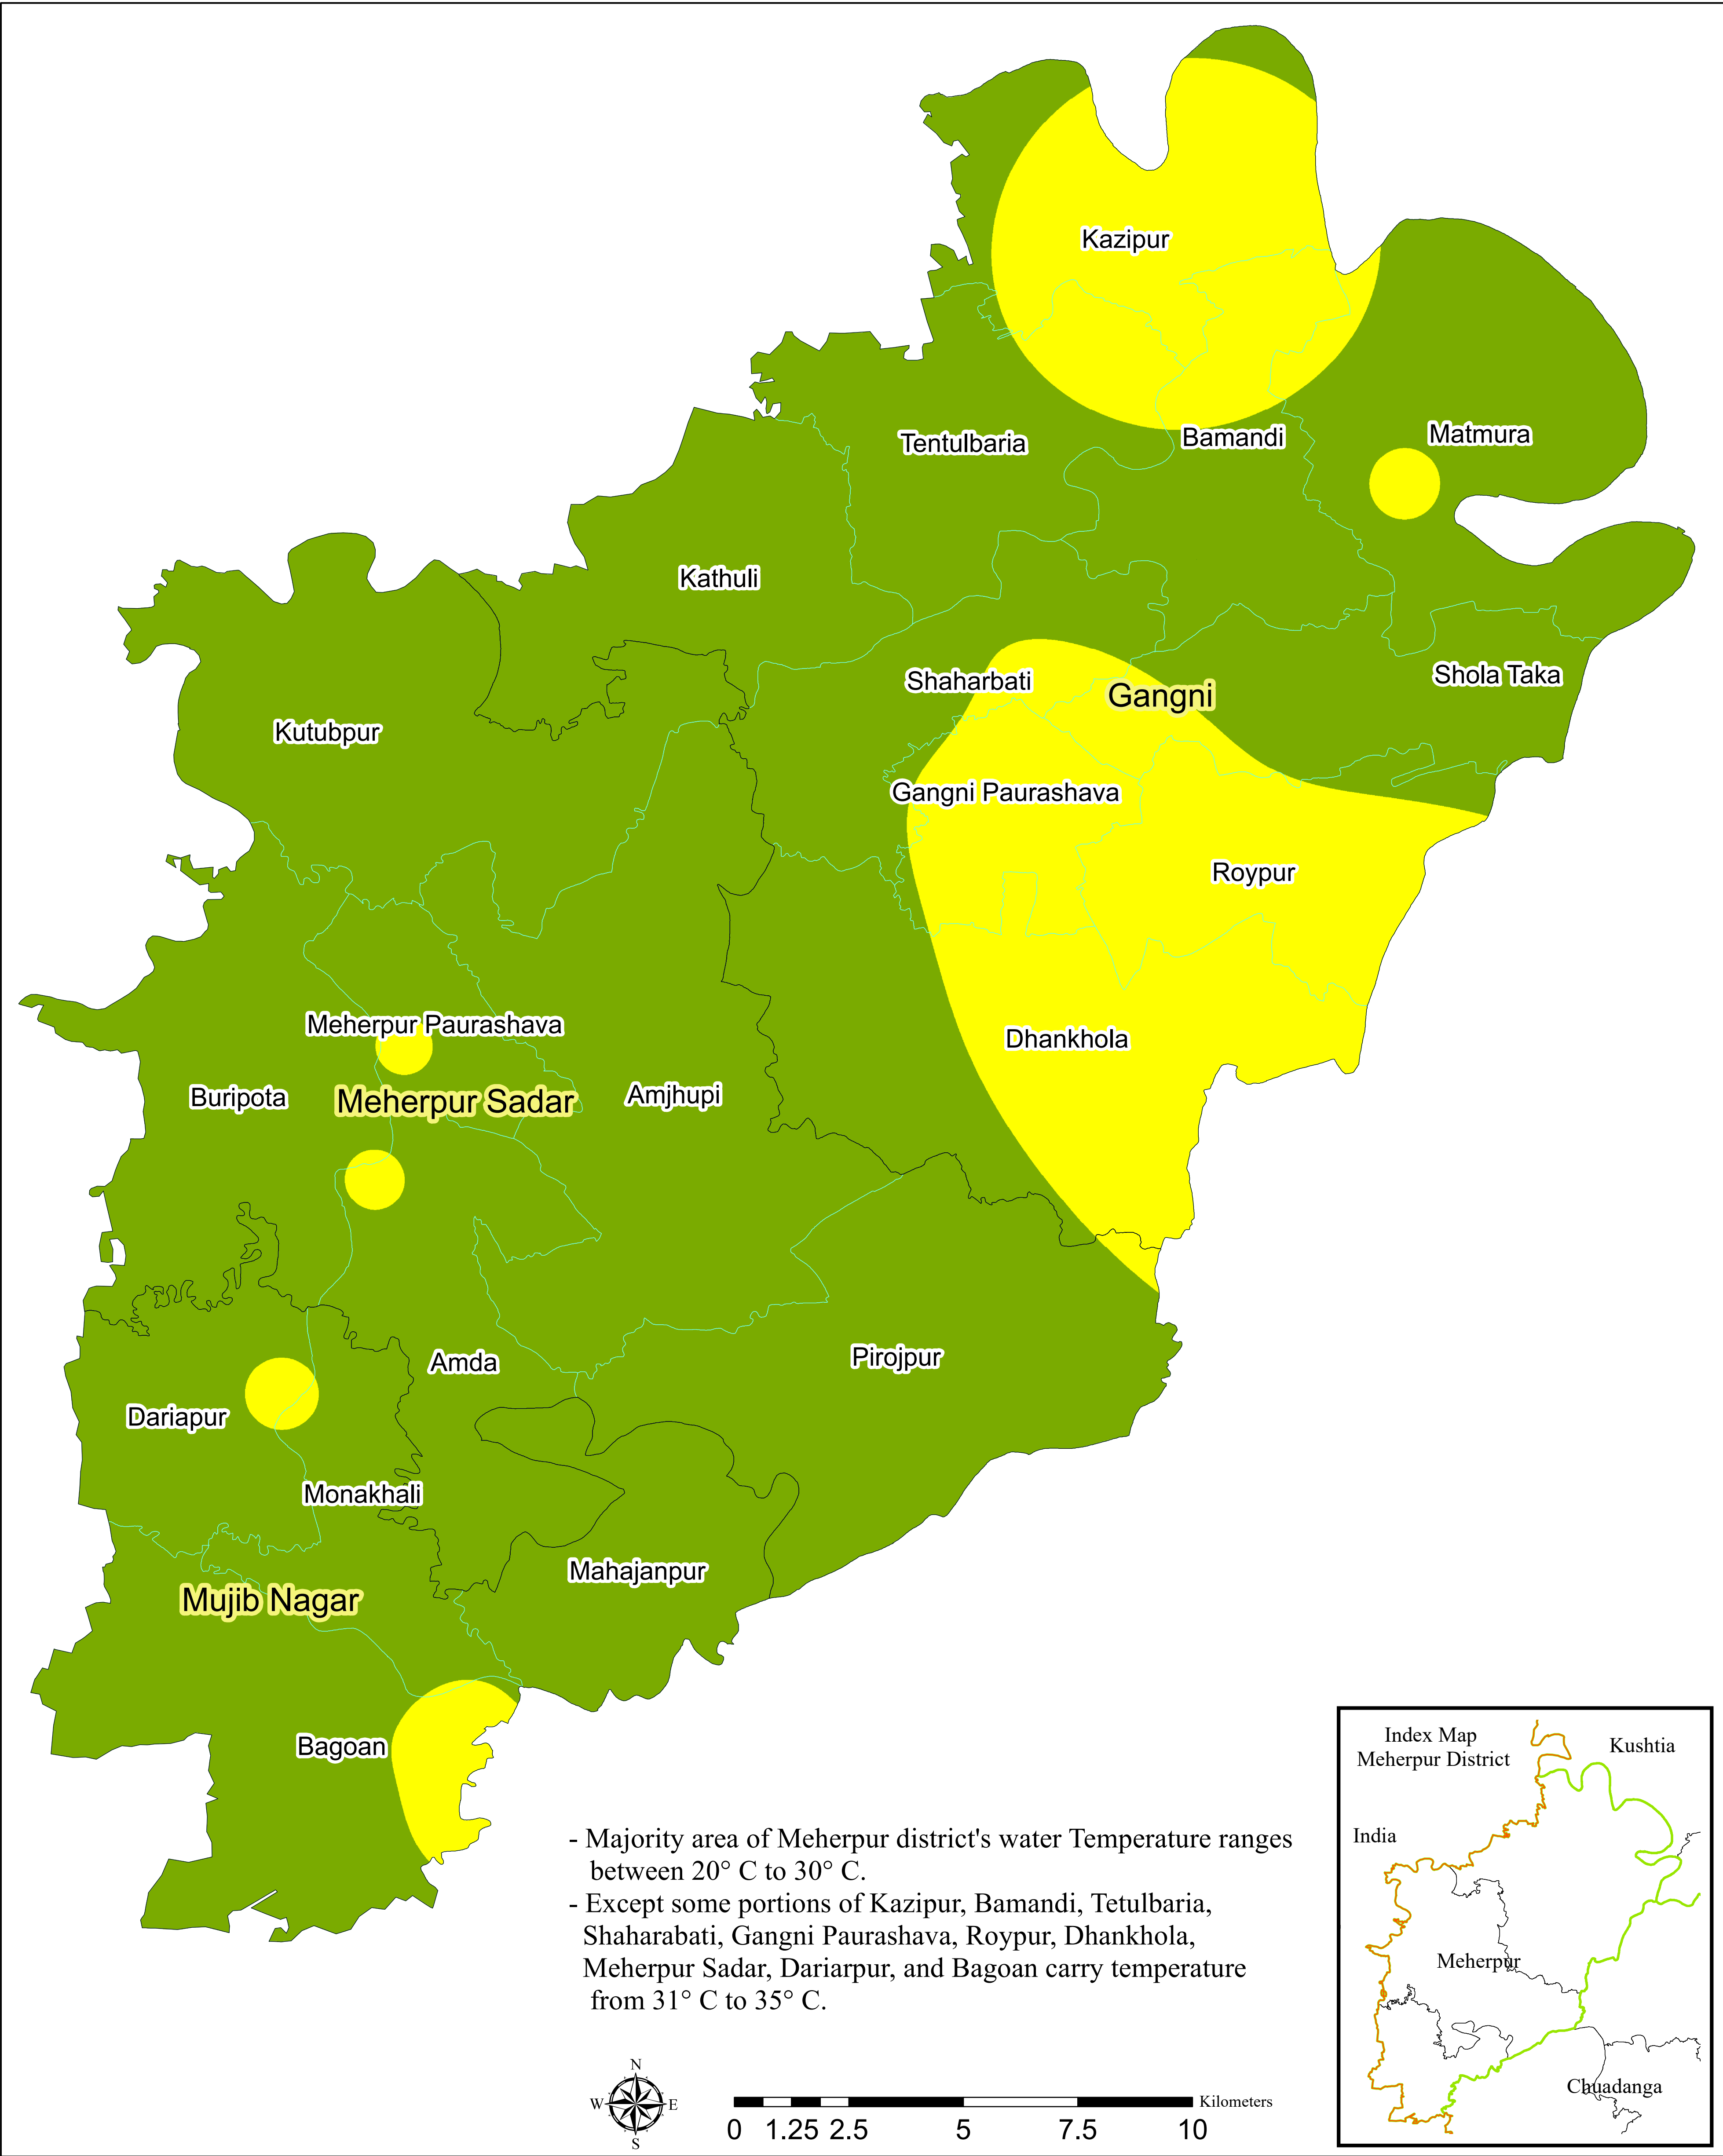 Kazipur
Tentulbaria
Bamandi
Matmura
Kathuli
Shaharbati
Gangni
Shola Taka
Kutubpur
Gangni Paurashava
Roypur
Meherpur Paurashava
Dhankhola
Buripota
Meherpur Sadar
Amjhupi
Amda
Pirojpur
Dariapur
Monakhali
Mahajanpur
Mujib Nagar
Bagoan
- Majority area of Meherpur district's water Temperature ranges
between 20° C to 30° C.
- Except some portions of Kazipur, Bamandi, Tetulbaria,
Shaharabati, Gangni Paurashava, Roypur, Dhankhola,
Meherpur Sadar, Dariarpur, and Bagoan carry temperature
from 31° C to 35° C.
N
W E
S
Kilometers
0 1.25 2.5 5 7.5 10
Index Map
Meherpur District
Kushtia
India
Meherpur
Chuadanga